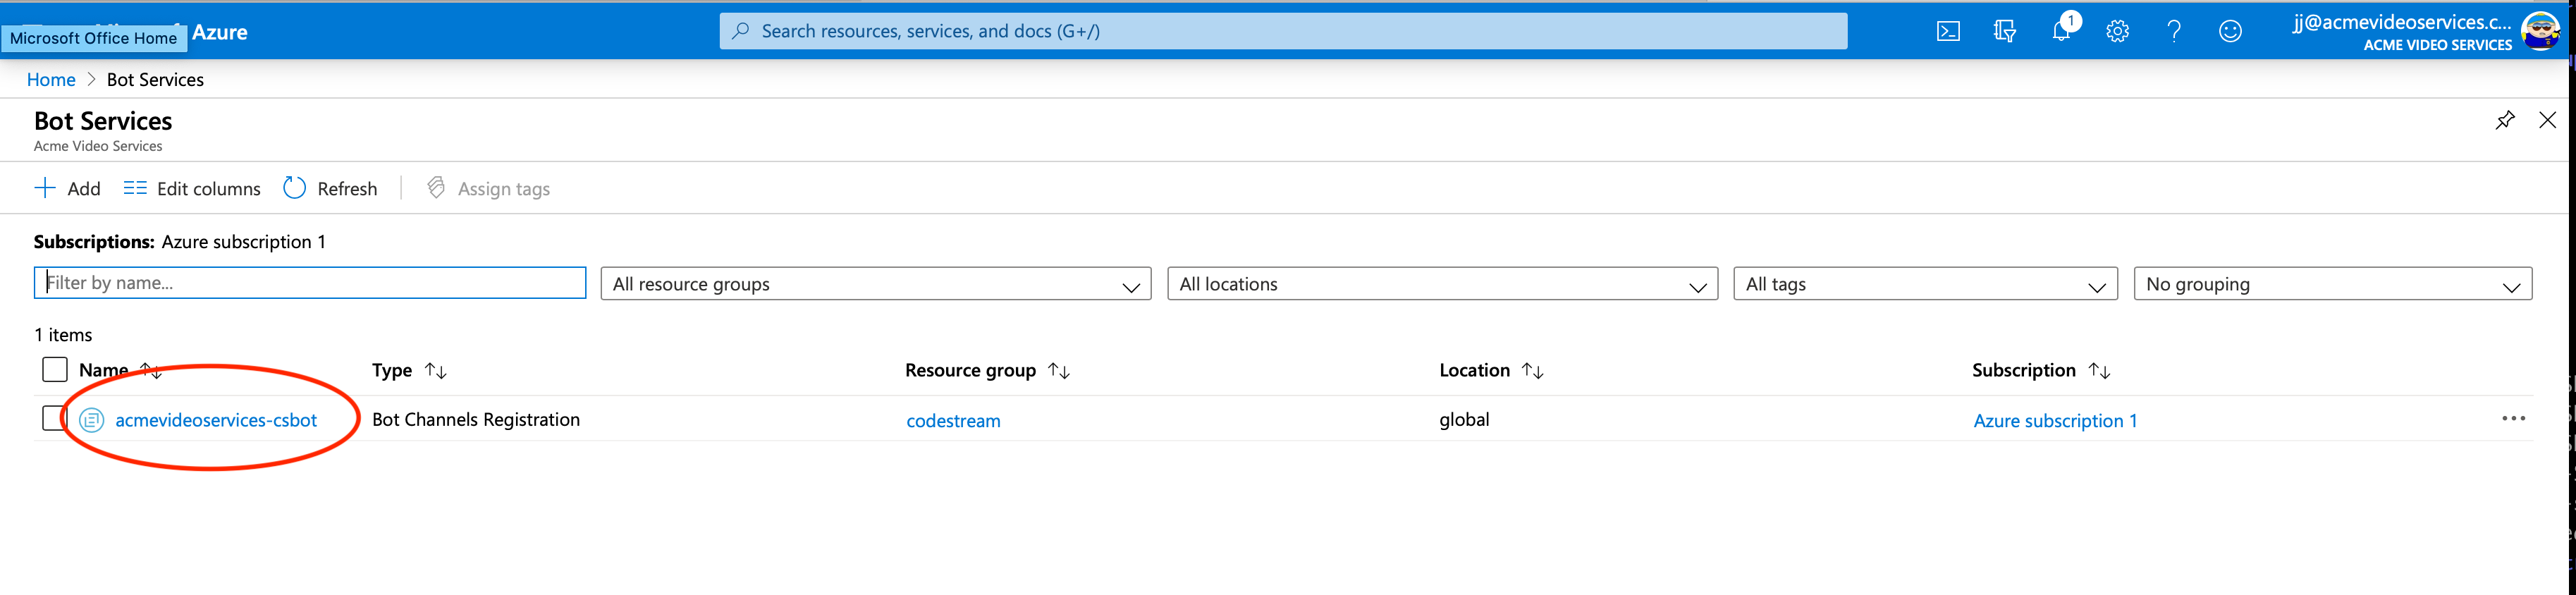 Microsoft Office Home
Azure
Search resources, services, and docs (G+/)
1
jj@acmevideoservices.c...
ACME VIDEO SERVICES
Home > Bot Services
Bot Services
Acme Video Services
Add Edit columns Refresh Assign tags
Subscriptions: Azure subscription 1
Filter by name... All resource groups All locations All tags No grouping
1 items
Name Type Resource group Location Subscription
acmevideoservices-csbot Bot Channels Registration codestream global Azure subscription 1